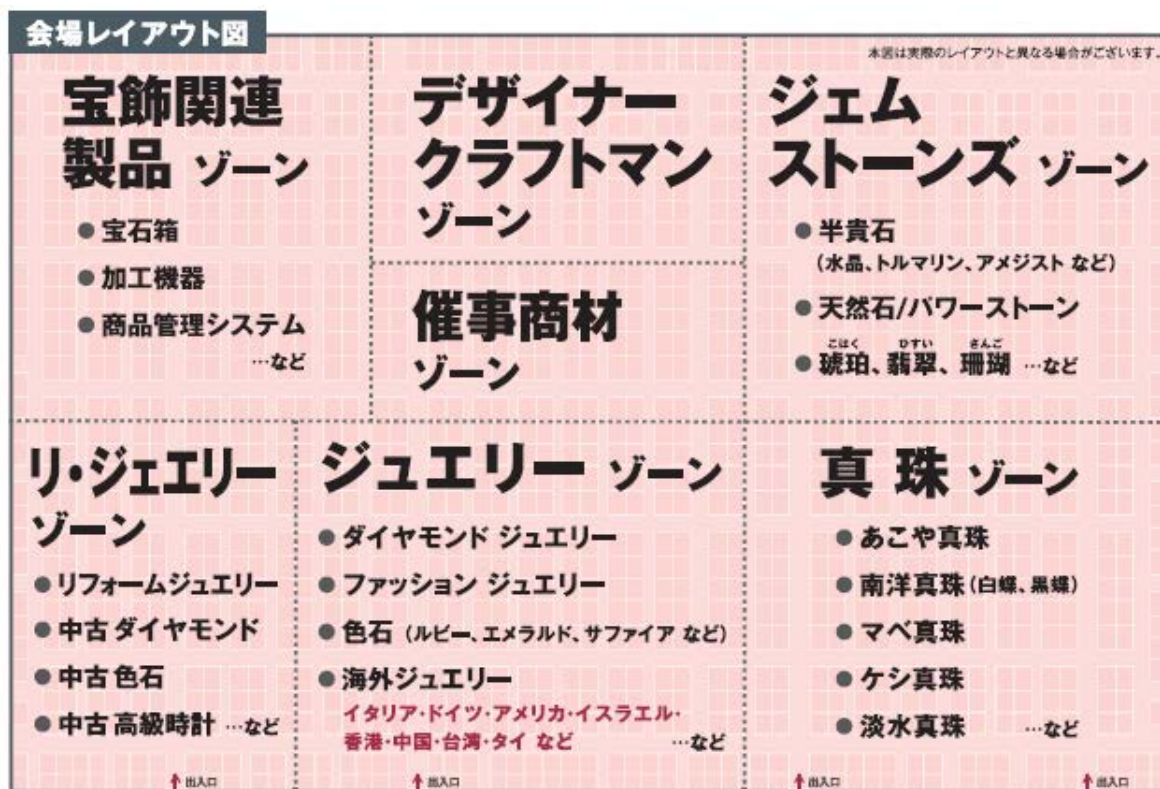 会場レイアウト図
本図は実際のレイアウトと異なる場合がございます。
宝飾関連
製品 ゾーン
●宝石箱
●加工機器
●商品管理システム
…など
デザイナー
クラフトマン
ゾーン
催事商材
ゾーン
ジェム
ストーンズ ゾーン
●半貴石
(水晶、トルマリン、アメジスト など)
●天然石/パワーストーン
こはく ひすい さんご
●琥珀、翡翠、珊瑚 …など
リ・ジェエリー
ゾーン
●リフォームジュエリー
●中古 ダイヤモンド
●中古 色石
●中古 高級時計 …など
ジュエリー ゾーン
●ダイヤモンド ジュエリー
●ファッション ジュエリー
●色石 (ルビー、エメラルド、サファイア など)
●海外ジュエリー
イタリア・ドイツ・アメリカ・イスラエル・
香港・中国・台湾・タイ など …など
真 珠 ゾーン
●あこや真珠
●南洋真珠(白蝶、黒蝶)
●マベ真珠
●ケシ真珠
●淡水真珠 …など
出入口
出入口
出入口
出入口